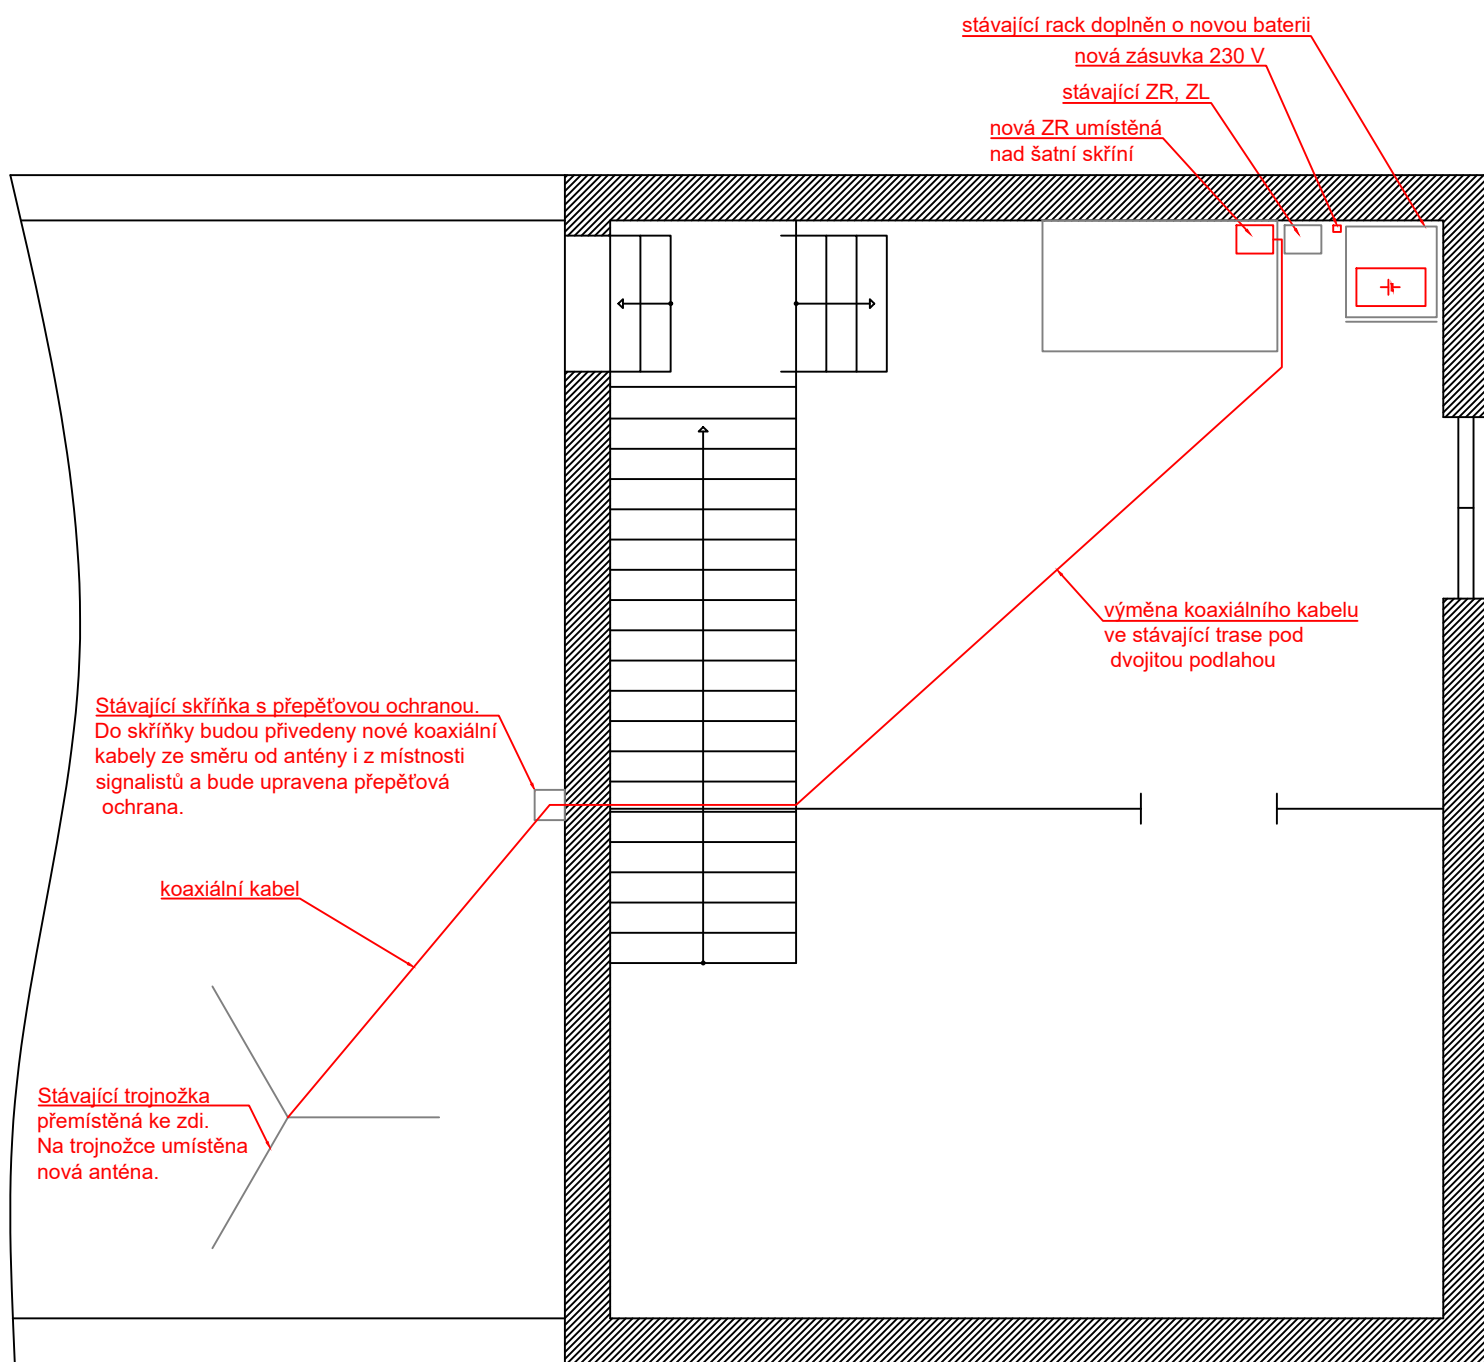 stávající rack doplněn o novou baterii
nová zásuvka 230 V
stávající ZR, ZL
nová ZR umístěná
nad šatní skříní
výměna koaxiálního kabelu
ve stávající trase pod
dvojitou podlahou
Stávající skříňka s přepěťovou ochranou.
Do skříňky budou přivedeny nové koaxiální
kabely ze směru od antény i z místnosti
signalistů a bude upravena přepěťová
ochrana.
koaxiální kabel
Stávající trojnožka
přemístěná ke zdi.
Na trojnožce umístěna
nová anténa.